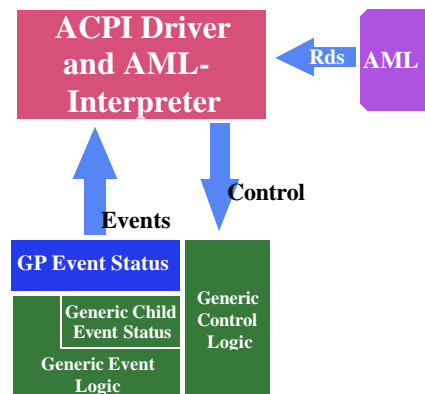 ACPI Driver
and AML-
Interpreter
Rds
AML
Control
Events
GP Event Status
Generic Child
Event Status
Generic Event
Logic
Generic
Control
Logic